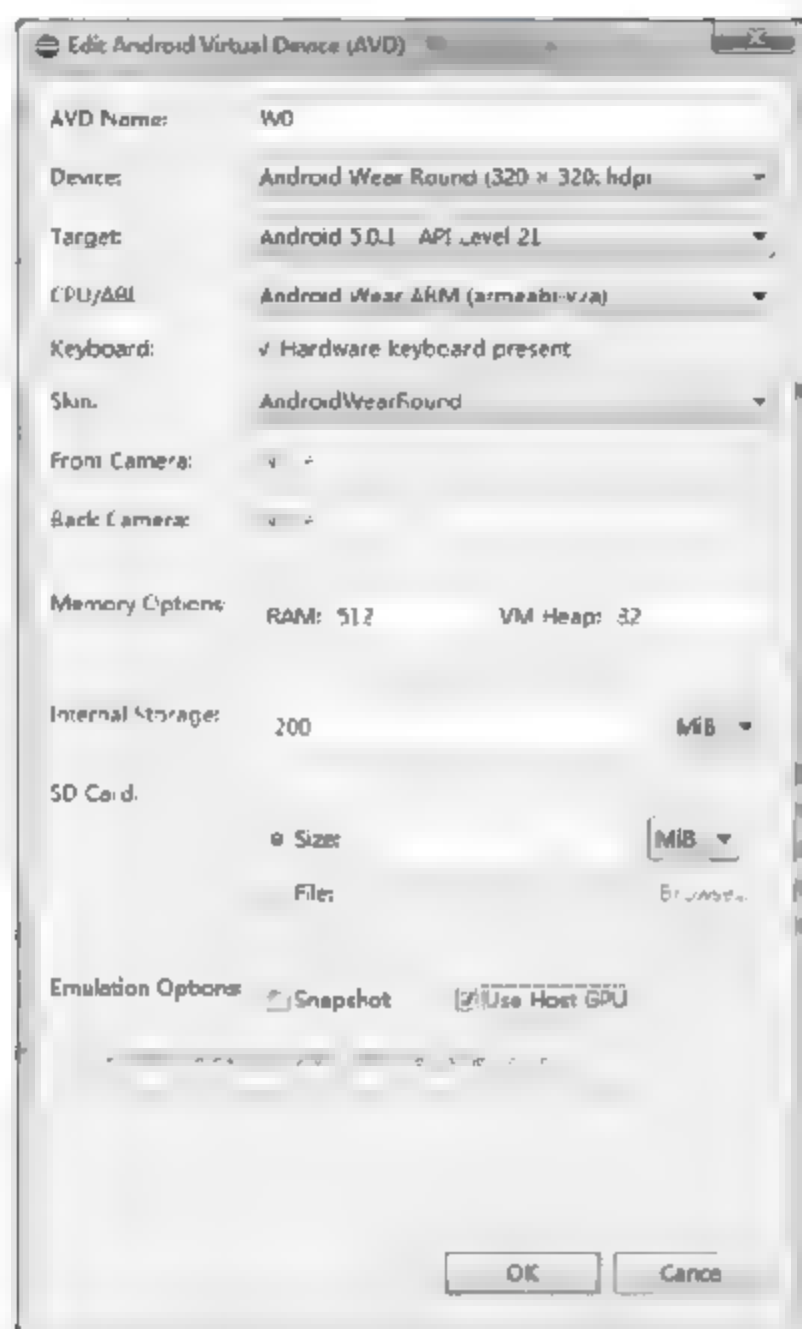 Edit Android Virtual Device (AVD)
AVD Name: W0
Device: Android Wear Round (320 × 320: hdpi
Target: Android 5.0.1 API Level 21
CPU/ABI Android Wear ARM (armeabi-v7a)
Keyboard: ✓ Hardware keyboard present
Skin: AndroidWearRound
Front Camera:
Back Camera:
Memory Options: RAM: 512 VM Heap: 32
Internal Storage: 200 MiB
SD Card:
Size: MiB
File: Browse...
Emulation Options: Snapshot Use Host GPU
OK Cancel